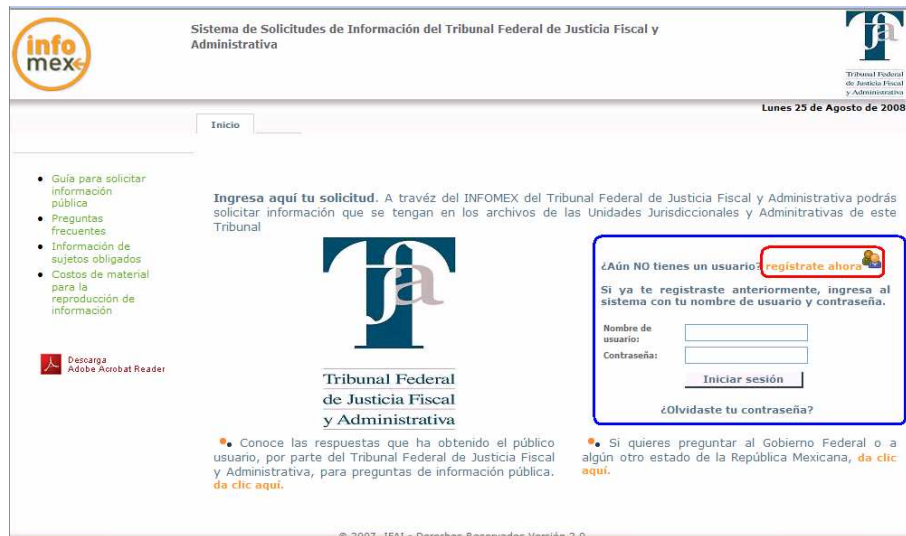 info
mex
Sistema de Solicitudes de Información del Tribunal Federal de Justicia Fiscal y
Administrativa
Tribunal Federal
de Justicia Fiscal
y Administrativa
Lunes 25 de Agosto de 2008
Inicio
Guía para solicitar
información
pública
Preguntas
frecuentes
Información de
sujetos obligados
Costos de material
para la
reproducción de
información
Descarga
Adobe Acrobat Reader
Ingresa aquí tu solicitud. A travéz del INFOMEX del Tribunal Federal de Justicia Fiscal y Administrativa podrás
solicitar información que se tengan en los archivos de las Unidades Jurisdiccionales y Adminitrativas de este
Tribunal
Tribunal Federal
de Justicia Fiscal
y Administrativa
¿Aún NO tienes un usuario? regístrate ahora
Si ya te registraste anteriormente, ingresa al
sistema con tu nombre de usuario y contraseña.
Nombre de
usuario:
Contraseña:
Iniciar sesión
¿Olvidaste tu contraseña?
Conoce las respuestas que ha obtenido el público
usuario, por parte del Tribunal Federal de Justicia Fiscal
y Administrativa, para preguntas de información pública.
da clic aquí.
Si quieres preguntar al Gobierno Federal o a
algún otro estado de la República Mexicana, da clic
aquí.
© 2007, IFAI - Derechos Reservados Versión 2.0